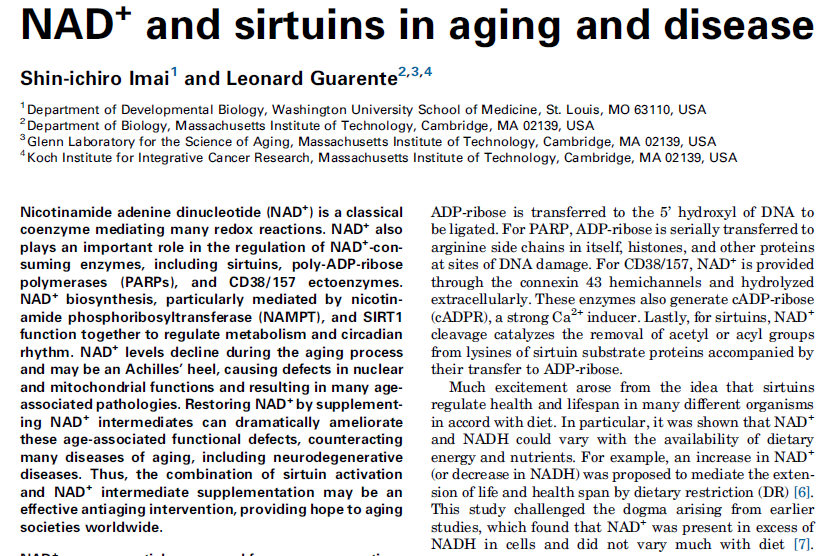 NAD⁺ and sirtuins in aging and disease
Shin-ichiro Imai¹ and Leonard Guarente²,³,⁴
¹ Department of Developmental Biology, Washington University School of Medicine, St. Louis, MO 63110, USA
² Department of Biology, Massachusetts Institute of Technology, Cambridge, MA 02139, USA
³ Glenn Laboratory for the Science of Aging, Massachusetts Institute of Technology, Cambridge, MA 02139, USA
⁴ Koch Institute for Integrative Cancer Research, Massachusetts Institute of Technology, Cambridge, MA 02139, USA
Nicotinamide adenine dinucleotide (NAD⁺) is a classical
coenzyme mediating many redox reactions. NAD⁺ also
plays an important role in the regulation of NAD⁺-con-
suming enzymes, including sirtuins, poly-ADP-ribose
polymerases (PARPs), and CD38/157 ectoenzymes.
NAD⁺ biosynthesis, particularly mediated by nicotin-
amide phosphoribosyltransferase (NAMPT), and SIRT1
function together to regulate metabolism and circadian
rhythm. NAD⁺ levels decline during the aging process
and may be an Achilles’ heel, causing defects in nuclear
and mitochondrial functions and resulting in many age-
associated pathologies. Restoring NAD⁺ by supplement-
ing NAD⁺ intermediates can dramatically ameliorate
these age-associated functional defects, counteracting
many diseases of aging, including neurodegenerative
diseases. Thus, the combination of sirtuin activation
and NAD⁺ intermediate supplementation may be an
effective antiaging intervention, providing hope to aging
societies worldwide.
ADP-ribose is transferred to the 5’ hydroxyl of DNA to
be ligated. For PARP, ADP-ribose is serially transferred to
arginine side chains in itself, histones, and other proteins
at sites of DNA damage. For CD38/157, NAD⁺ is provided
through the connexin 43 hemichannels and hydrolyzed
extracellularly. These enzymes also generate cADP-ribose
(cADPR), a strong Ca²⁺ inducer. Lastly, for sirtuins, NAD⁺
cleavage catalyzes the removal of acetyl or acyl groups
from lysines of sirtuin substrate proteins accompanied by
their transfer to ADP-ribose.
Much excitement arose from the idea that sirtuins
regulate health and lifespan in many different organisms
in accord with diet. In particular, it was shown that NAD⁺
and NADH could vary with the availability of dietary
energy and nutrients. For example, an increase in NAD⁺
(or decrease in NADH) was proposed to mediate the exten-
sion of life and health span by dietary restriction (DR) [6].
This study challenged the dogma arising from earlier
studies, which found that NAD⁺ was present in excess of
NADH in cells and did not vary much with diet [7].